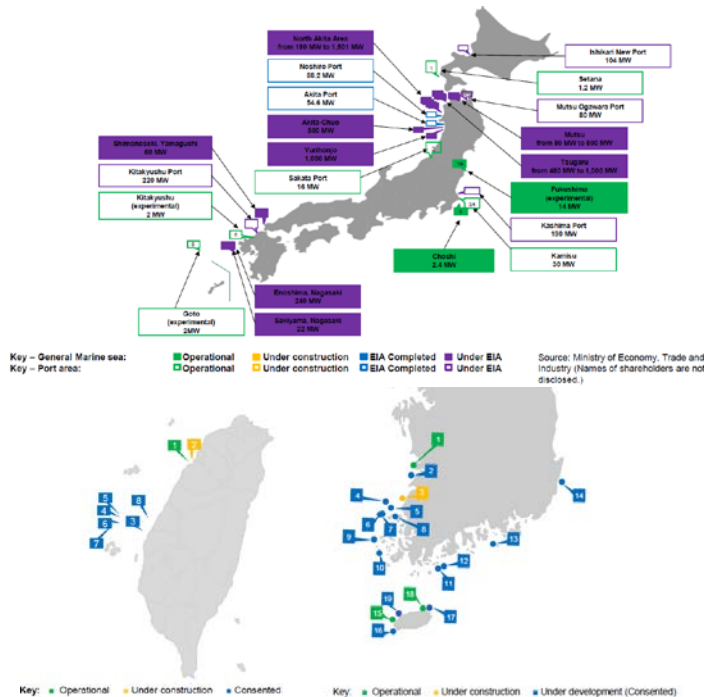 North Akita Area
from 180 MW to 1,501 MW
Noshiro Port
88.2 MW
Akita Port
54.6 MW
Akita-Chuo
500 MW
Yurihonjo
1,000 MW
Shimonoseki, Yamaguchi
60 MW
Kitakyushu Port
220 MW
Kitakyushu
(experimental)
2 MW
Sakata Port
16 MW
Goto
(experimental)
2MW
Enoshima, Nagasaki
240 MW
Sakiyama, Nagasaki
22 MW
Ishikari New Port
104 MW
Setana
1.2 MW
Mutsu Ogawara Port
80 MW
Mutsu
from 80 MW to 800 MW
Tsugaru
from 480 MW to 1,000 MW
Fukushima
(experimental)
14 MW
Kashima Port
Kamisu
30 MW
Choshi
2.4 MW
Key – General Marine sea:
Operational
Under construction
EIA Completed
Under EIA
Key – Port area:
Operational
Under construction
EIA Completed
Under EIA
Source: Ministry of Economy, Trade and
Industry (Names of shareholders are not
disclosed.)
1
2
5
4
6
7
3
8
Key:
Operational
Under construction
Consented
1
2
3
4
5
6
7
8
9
10
11
12
13
14
15
16
17
18
19
Key:
Operational
Under construction
Under development (Consented)